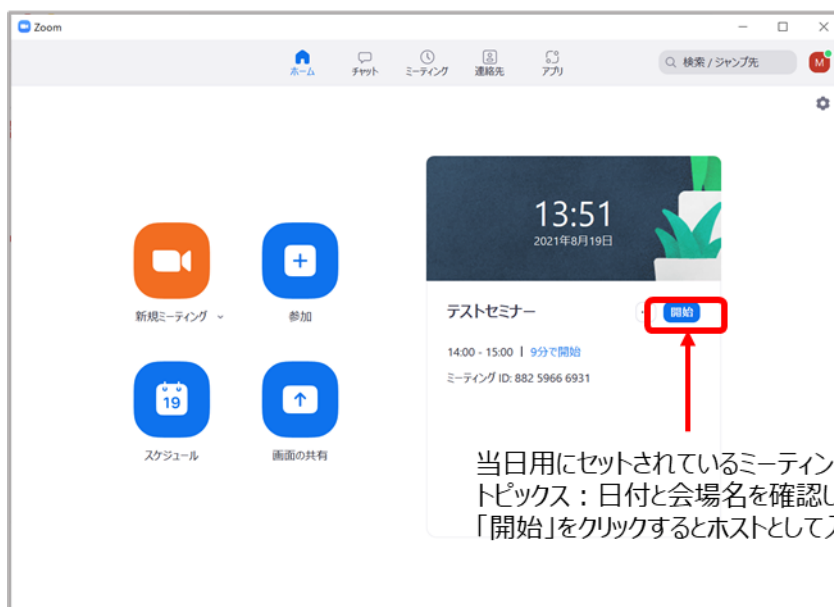 Zoom
ホーム
チャット
ミーティング
連絡先
アプリ
検索 / ジャンプ先
M
13:51
2021年8月19日
新規ミーティング
参加
テストセミナー
開始
14:00 - 15:00 | 9分で開始
ミーティング ID: 882 5966 6931
19
スケジュール
画面の共有
当日用にセットされているミーティン
トピックス：日付と会場名を確認し
「開始」をクリックするとホストとして